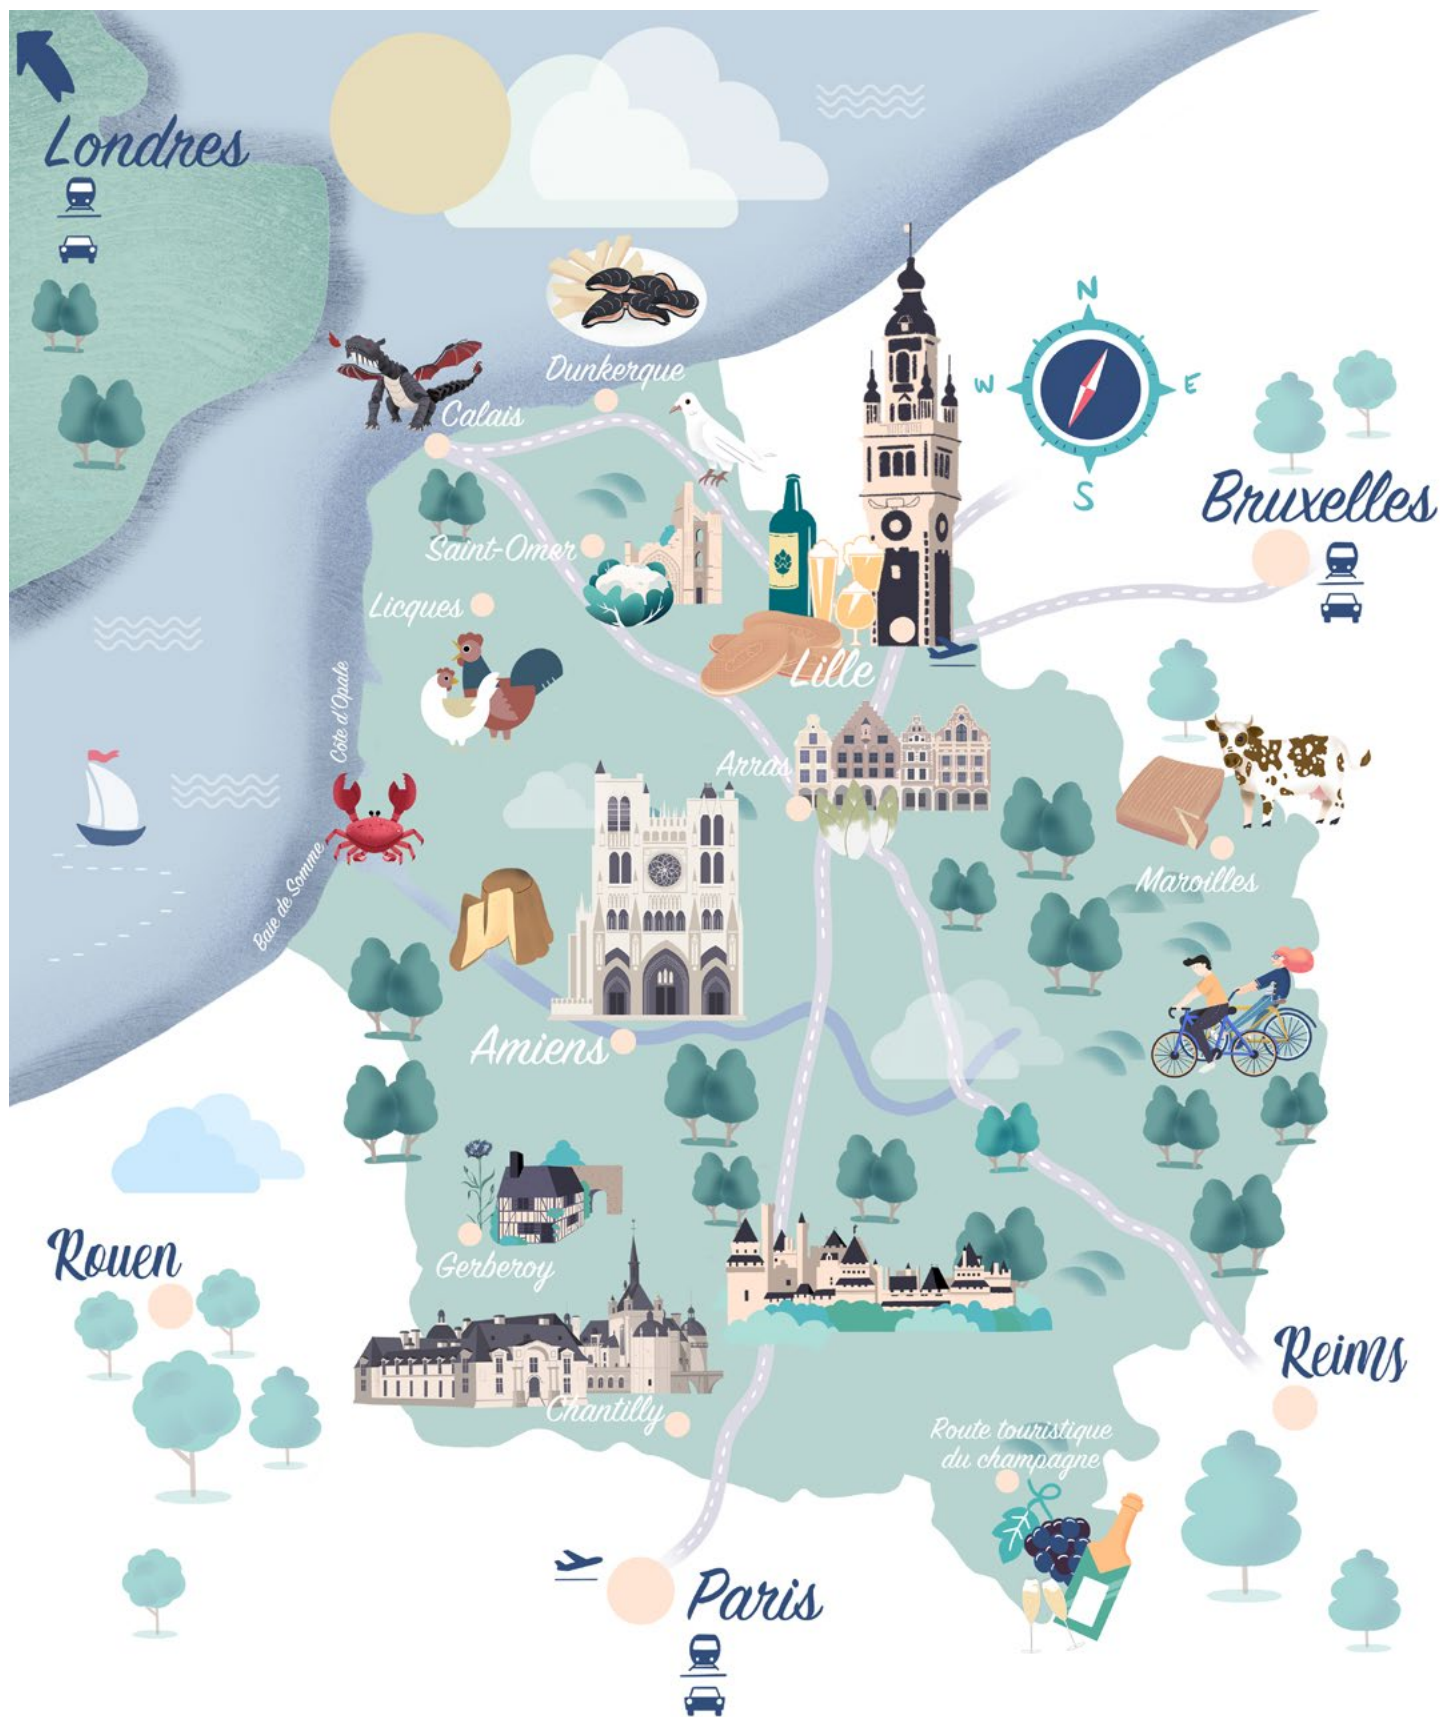 Londres
Dunkerque
Calais
N
W
E
S
Bruxelles
Saint-Omer
Licques
Lille
Côte d'Opale
Arras
Maroilles
Baie de Somme
Amiens
Rouen
Gerberoy
Reims
Chantilly
Route touristique
du champagne
Paris